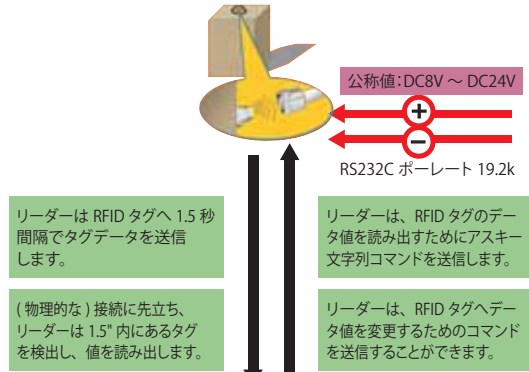 公称値:DC8V ~ DC24V
+
−
RS232C ポーレート 19.2k
リーダーは RFID タグへ 1.5 秒
間隔でタグデータを送信
します。
リーダーは、RFID タグのデー
タ値を読み出すためにアスキー
文字列コマンドを送信します。
( 物理的な ) 接続に先立ち、
リーダーは 1.5" 内にあるタグ
を検出し、値を読み出します。
リーダーは、RFID タグへデー
タ値を変更するためのコマンド
を送信することができます。